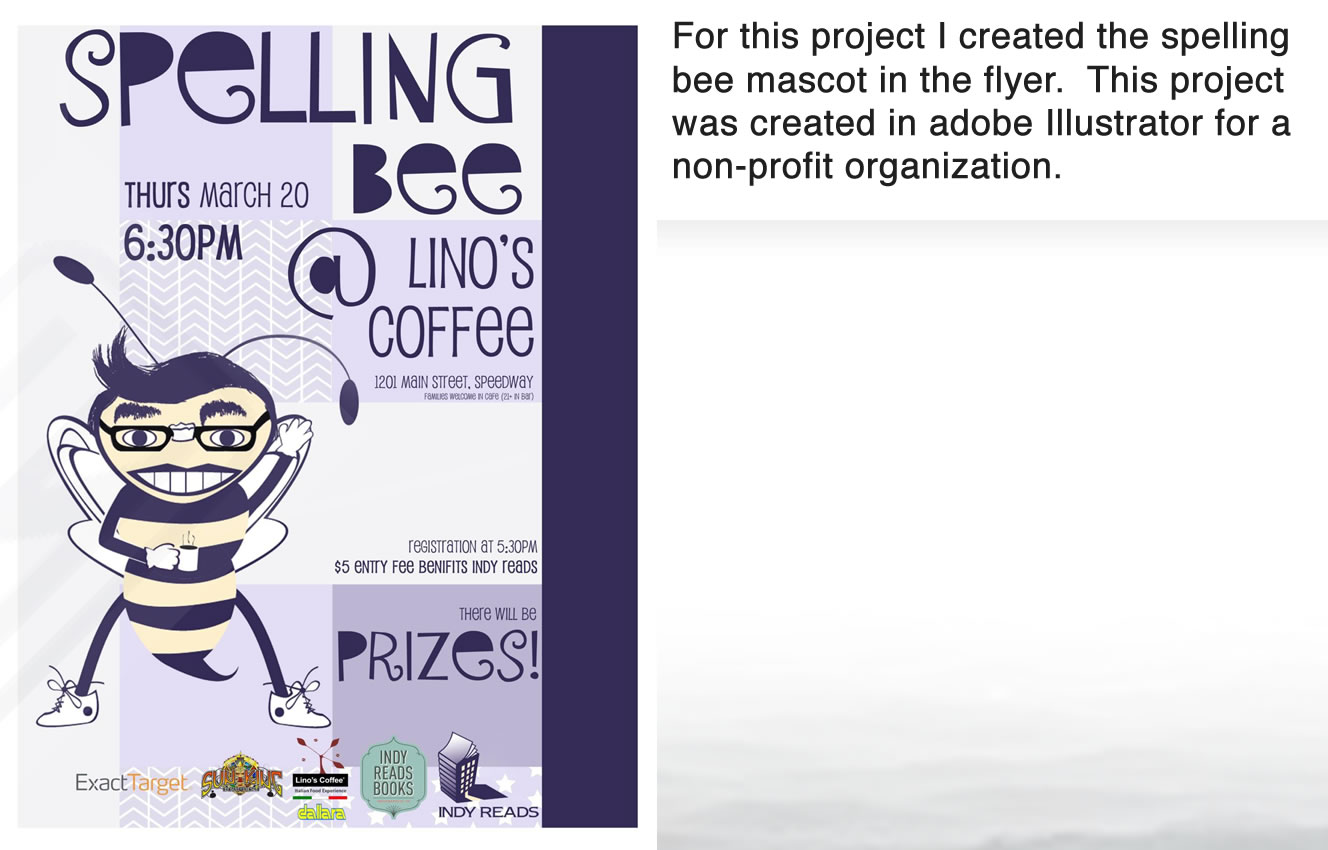 SPeLLING
Bee
THUrS March 20
6:30PM
@ LINO'S
COFFee
1201 Main Street, Speedway
Families Welcome in Cafe (21+ in Bar)
registration at 5:30PM
$5 entry fee benifits Indy Reads
There will be
PRIZeS!
ExactTarget
SUN KING
Lino's Coffee
Italian Food Experience
dallara
INDY
READS
BOOKS
INDY READS
For this project I created the spelling
bee mascot in the flyer.  This project
was created in adobe Illustrator for a
non-profit organization.